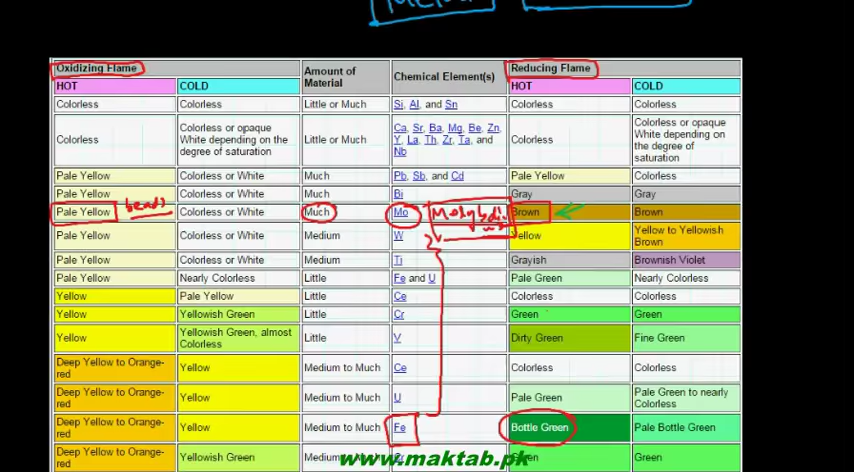 Oxidizing Flame Amount of Material Chemical Element(s) Reducing Flame
HOT COLD HOT COLD
Colorless Colorless Little or Much Si, Al, and Sn Colorless Colorless
Colorless Colorless or opaque White depending on the degree of saturation Little or Much Ca, Sr, Ba, Mg, Be, Zn, Y, La, Th, Zr, Ta, and Nb Colorless Colorless or opaque White depending on the degree of saturation
Pale Yellow Colorless or White Much Pb, Sb, and Cd Pale Yellow Colorless
Pale Yellow Colorless or White Much Bi Gray Gray
Pale Yellow beads Colorless or White Much Mo Brown Brown
Pale Yellow Colorless or White Medium W Yellow Yellow to Yellowish Brown
Pale Yellow Colorless or White Medium Ti Grayish Brownish Violet
Pale Yellow Nearly Colorless Little Fe and U Pale Green Nearly Colorless
Yellow Pale Yellow Little Ce Colorless Colorless
Yellow Yellowish Green Little Cr Green Green
Yellow Yellowish Green, almost Colorless Little V Dirty Green Fine Green
Deep Yellow to Orange-red Yellow Medium to Much Ce Colorless Colorless
Deep Yellow to Orange-red Yellow Medium to Much U Pale Green Pale Green to nearly Colorless
Deep Yellow to Orange-red Yellow Medium to Much Fe Bottle Green Pale Bottle Green
Deep Yellow to Orange-red Yellowish Green Medium to Much Cr Green Green
www.maktab.pk